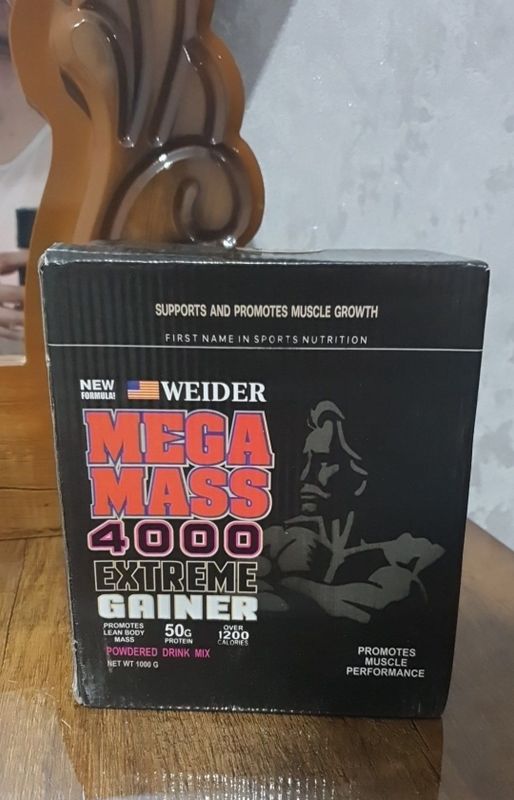 SUPPORTS AND PROMOTES MUSCLE GROWTH
FIRST NAME IN SPORTS NUTRITION
NEW
FORMULA!
WEIDER
MEGA
MASS
4000
EXTREME
GAINER
PROMOTES
LEAN BODY
MASS
50G
PROTEIN
OVER
1200
CALORIES
POWDERED DRINK MIX
NET WT 1000 G
PROMOTES
MUSCLE
PERFORMANCE